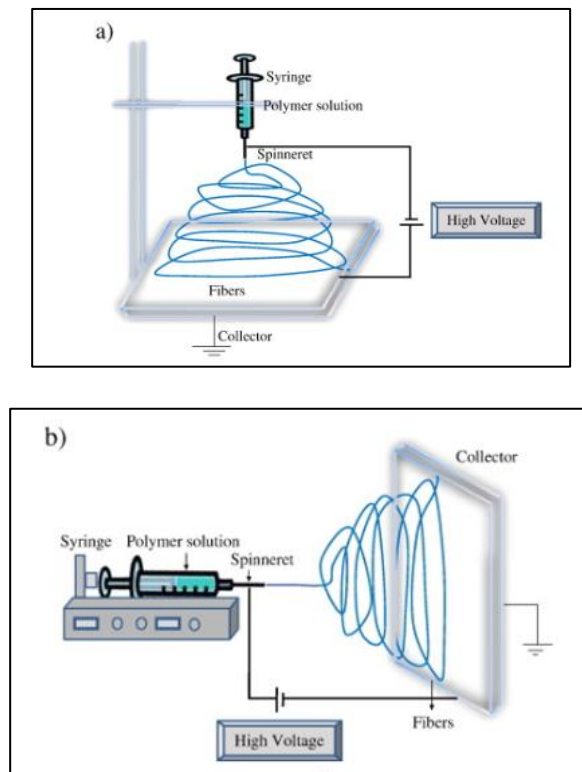 a)
Syringe
Polymer solution
Spinneret
High Voltage
Fibers
Collector
b)
Collector
Syringe Polymer solution
Spinneret
Fibers
High Voltage